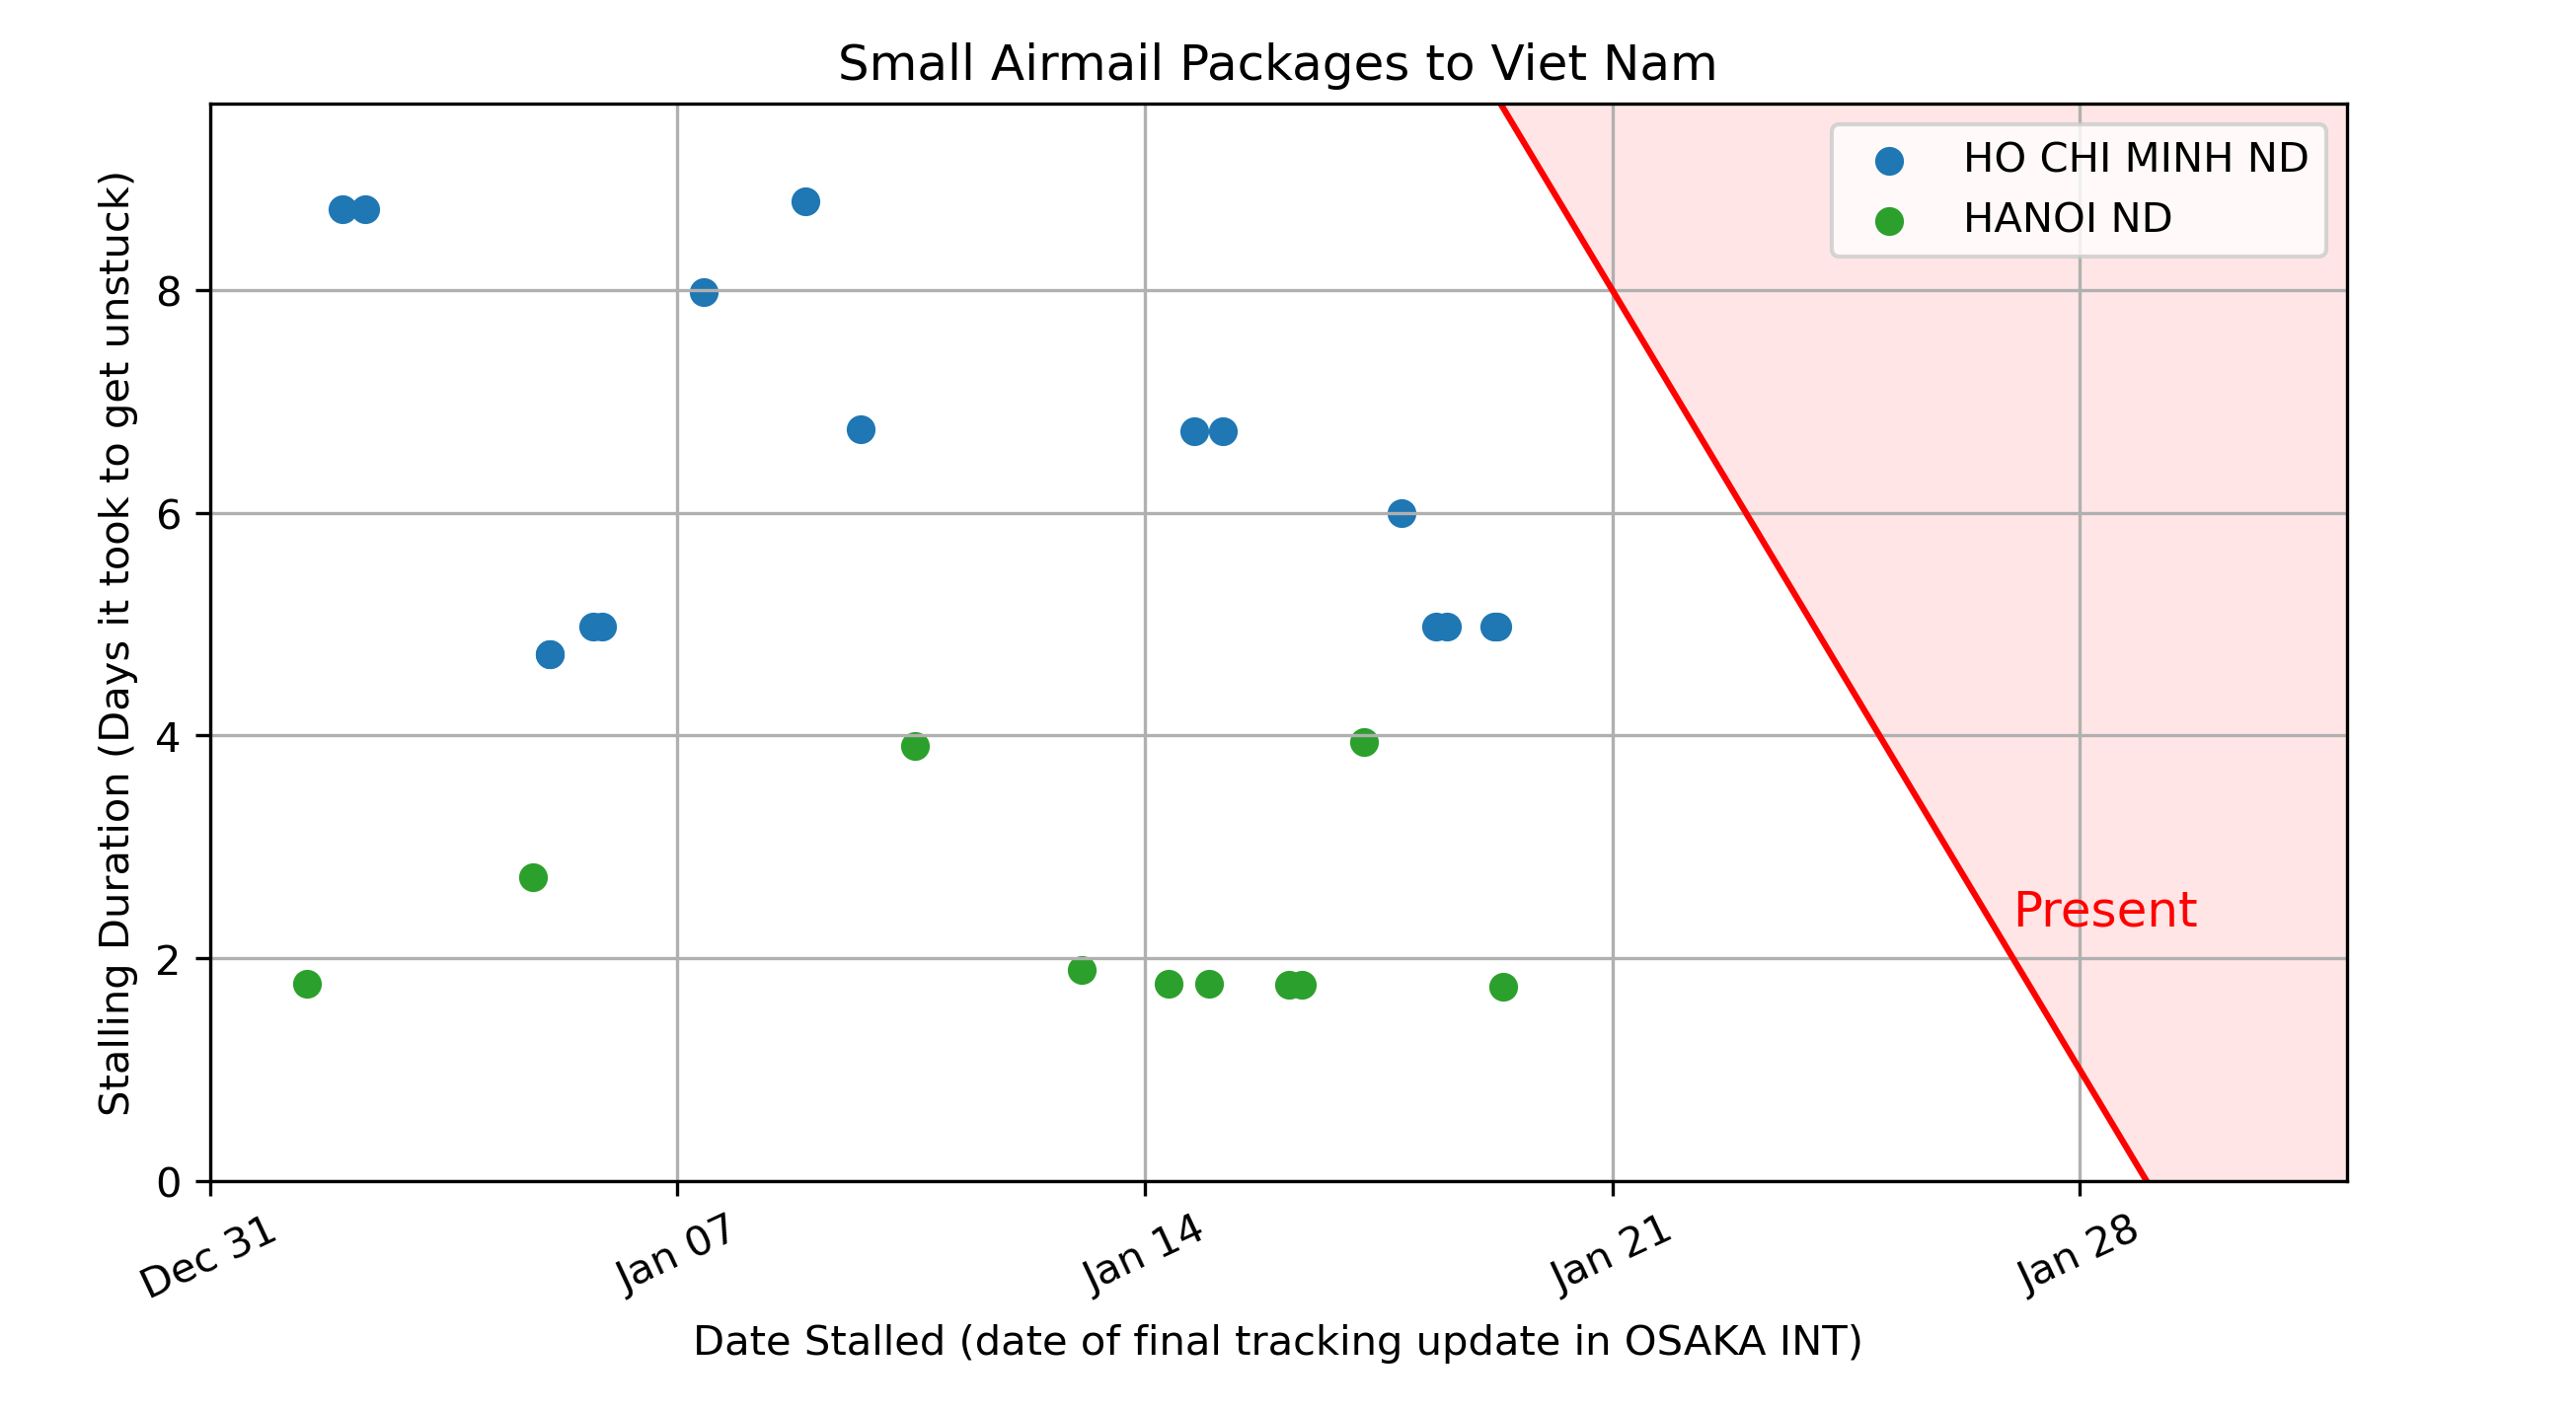 Small Airmail Packages to Viet Nam
HO CHI MINH ND
HANOI ND
Stalling Duration (Days it took to get unstuck)
8
6
4
2
0
Present
Dec 31
Jan 07
Jan 14
Jan 21
Jan 28
Date Stalled (date of final tracking update in OSAKA INT)